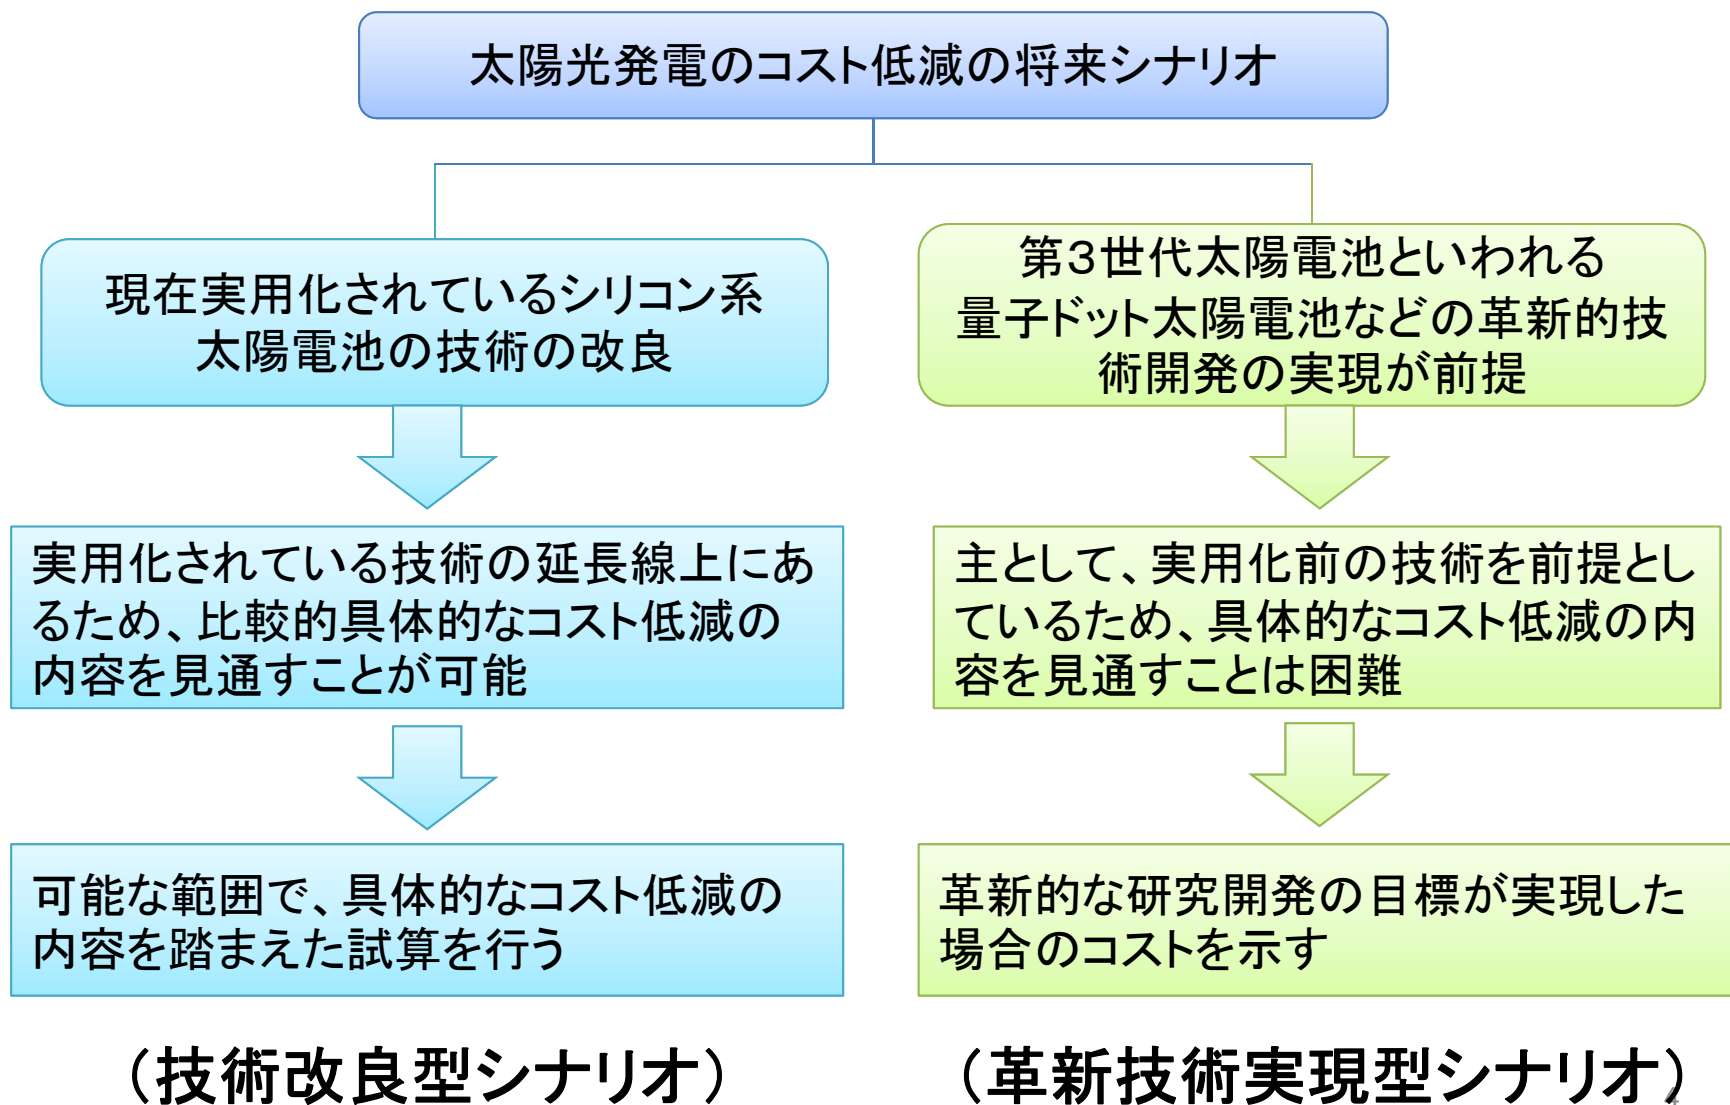 太陽光発電のコスト低減の将来シナリオ
現在実用化されているシリコン系
太陽電池の技術の改良
実用化されている技術の延長線上にあ
るため、比較的具体的なコスト低減の
内容を見通すことが可能
可能な範囲で、具体的なコスト低減の
内容を踏まえた試算を行う
（技術改良型シナリオ）
第３世代太陽電池といわれる
量子ドット太陽電池などの革新的技
術開発の実現が前提
主として、実用化前の技術を前提とし
ているため、具体的なコスト低減の内
容を見通すことは困難
革新的な研究開発の目標が実現した
場合のコストを示す
（革新技術実現型シナリオ）
4